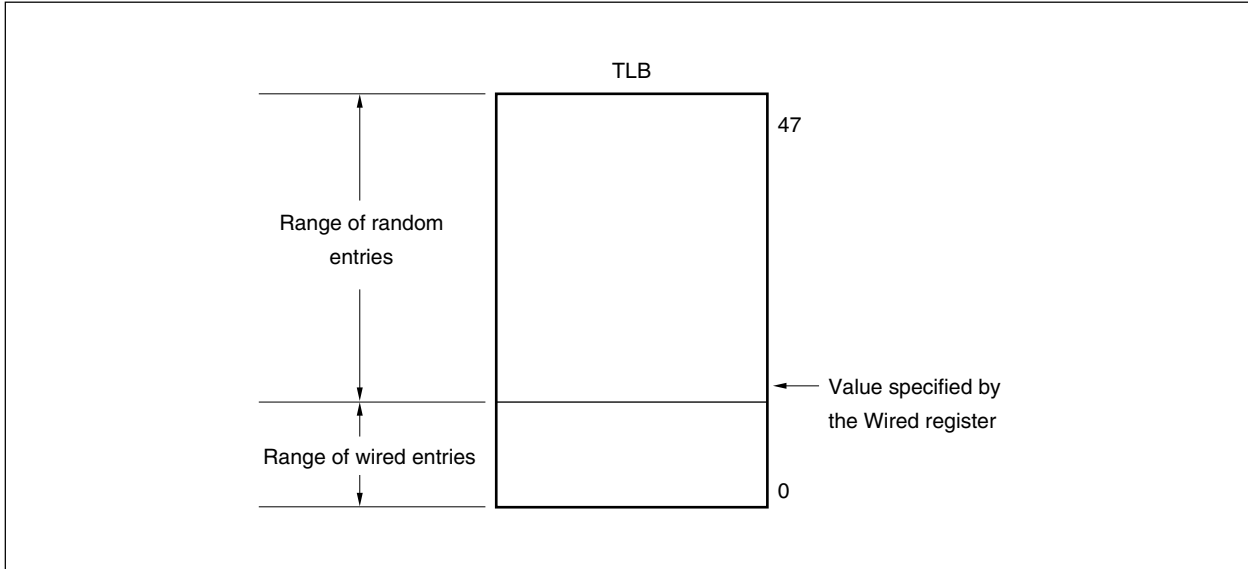 TLB
47
Range of random
entries
Value specified by
the Wired register
Range of wired entries
0